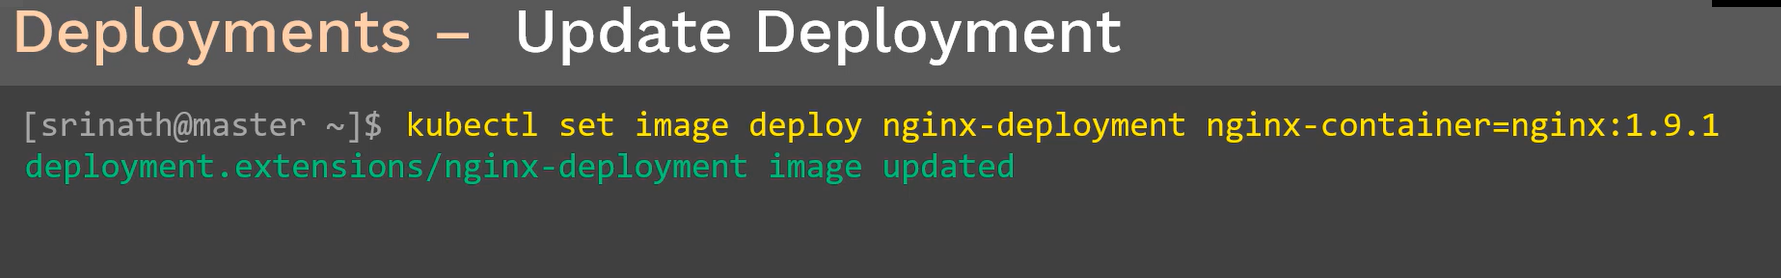 Deployments – Update Deployment
[srinath@master ~]$ kubectl set image deploy nginx-deployment nginx-container=nginx:1.9.1
deployment.extensions/nginx-deployment image updated